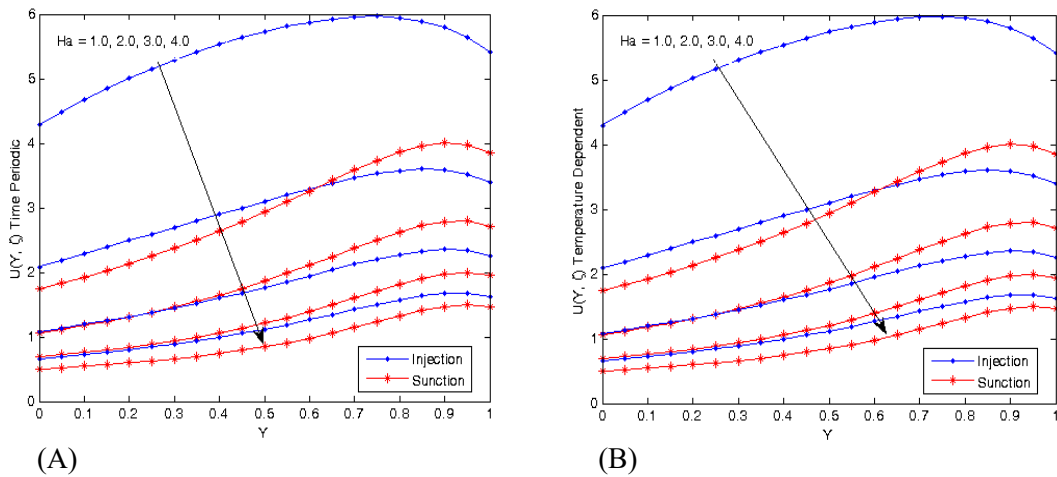 Ha = 1.0, 2.0, 3.0, 4.0
U(Y, ζ) Time Periodic
6
5
4
3
2
1
0
0 0.1 0.2 0.3 0.4 0.5 0.6 0.7 0.8 0.9 1
Y
Injection
Sunction
(A)
Ha = 1.0, 2.0, 3.0, 4.0
U(Y, ζ) Temperature Dependent
6
5
4
3
2
1
0
0 0.1 0.2 0.3 0.4 0.5 0.6 0.7 0.8 0.9 1
Y
Injection
Sunction
(B)